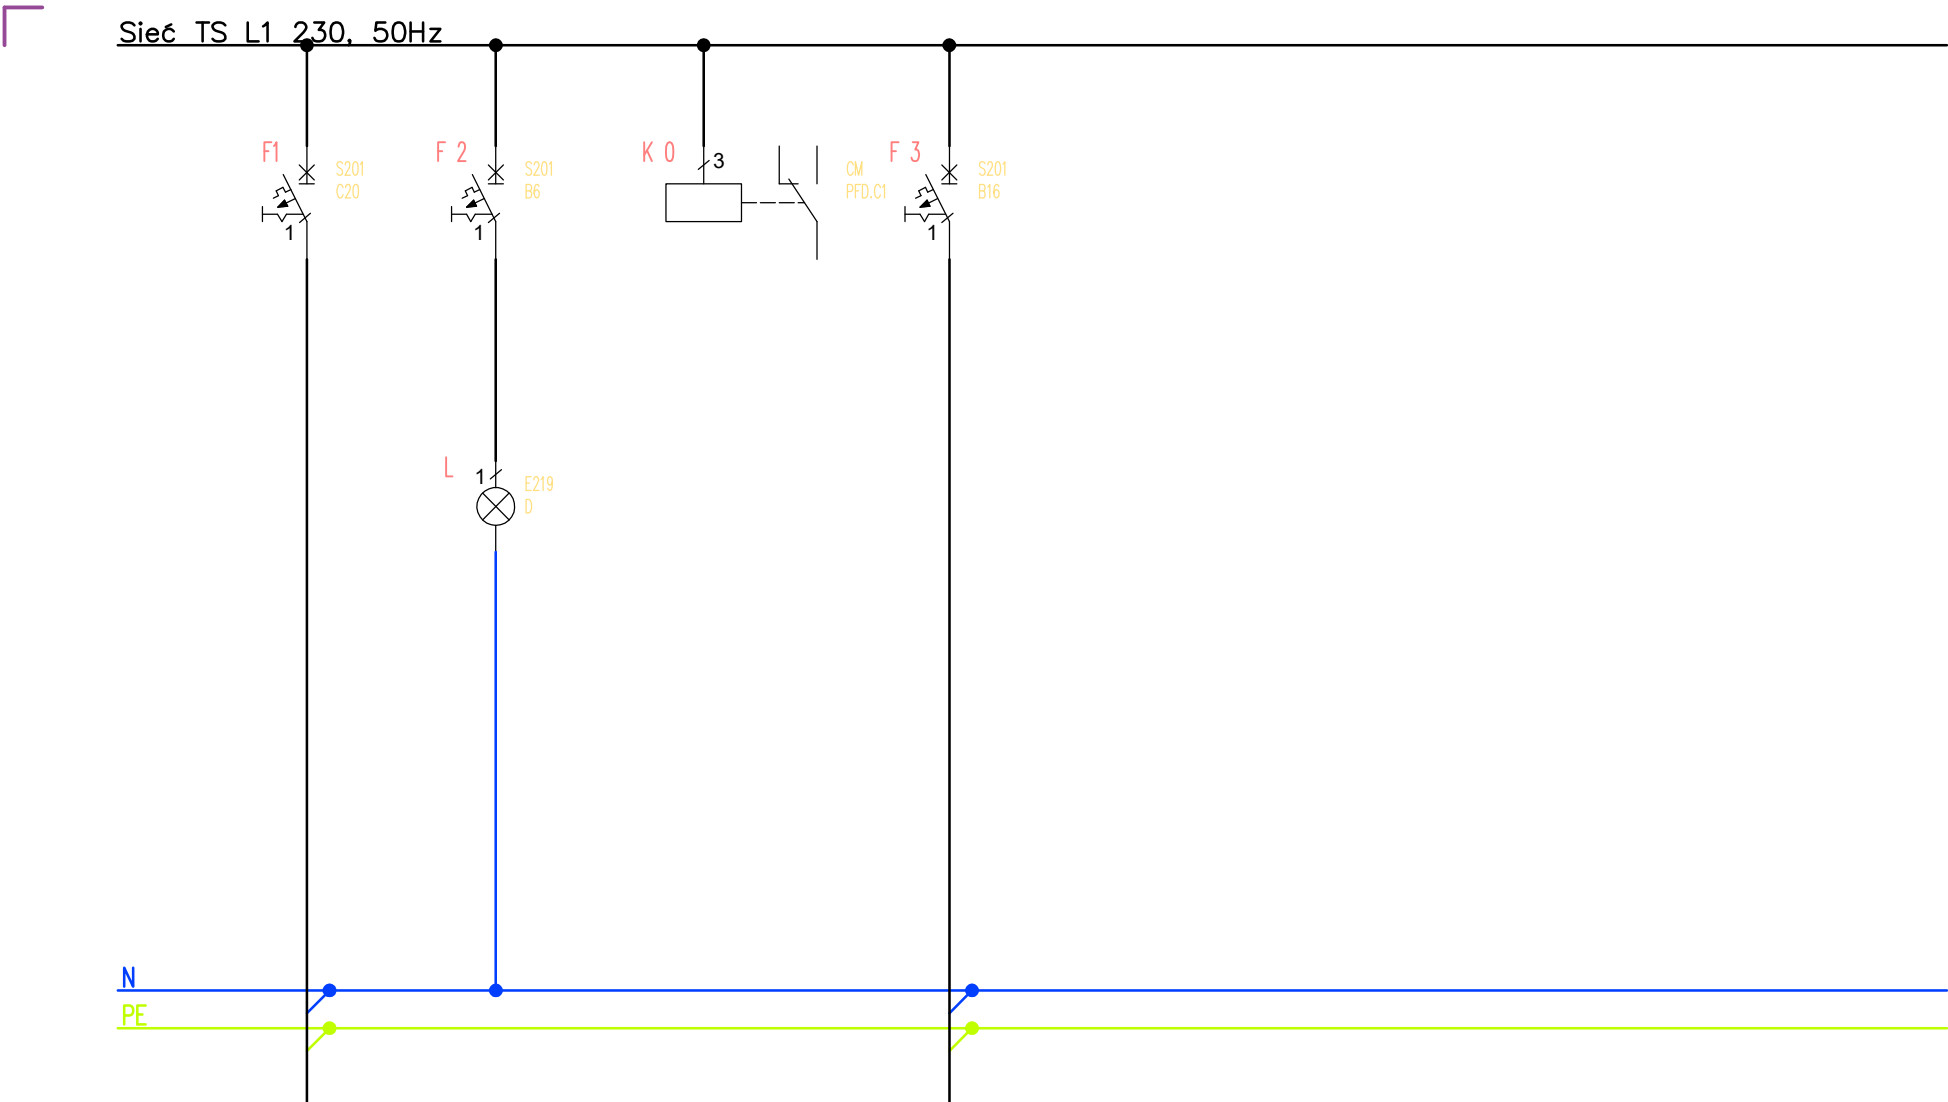 Sieć TS L1 230, 50Hz
F1
S201
C20
1
F 2
S201
B6
1
K 0
3
CM
PFD.C1
F 3
S201
B16
1
L
1
E219
D
N
PE